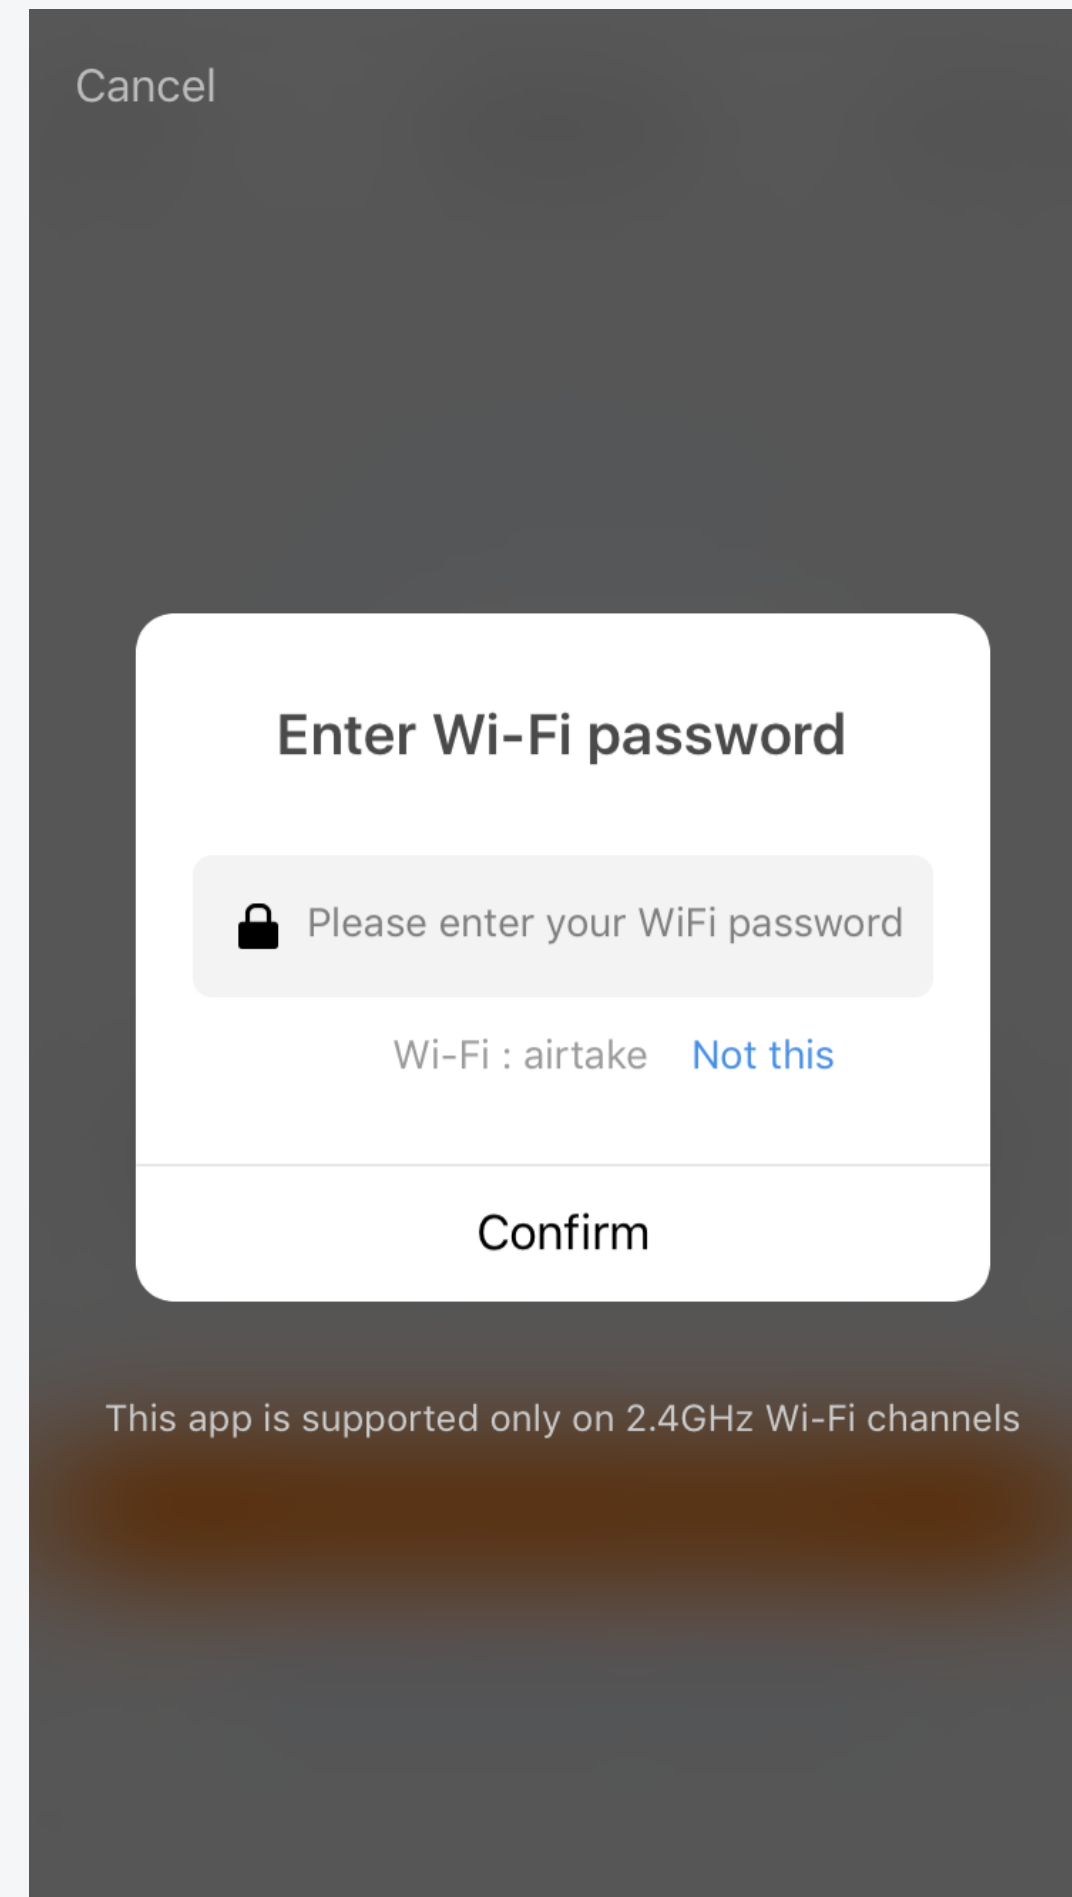 Cancel
Enter Wi-Fi password
Please enter your WiFi password
Wi-Fi : airtake Not this
Confirm
This app is supported only on 2.4GHz Wi-Fi channels